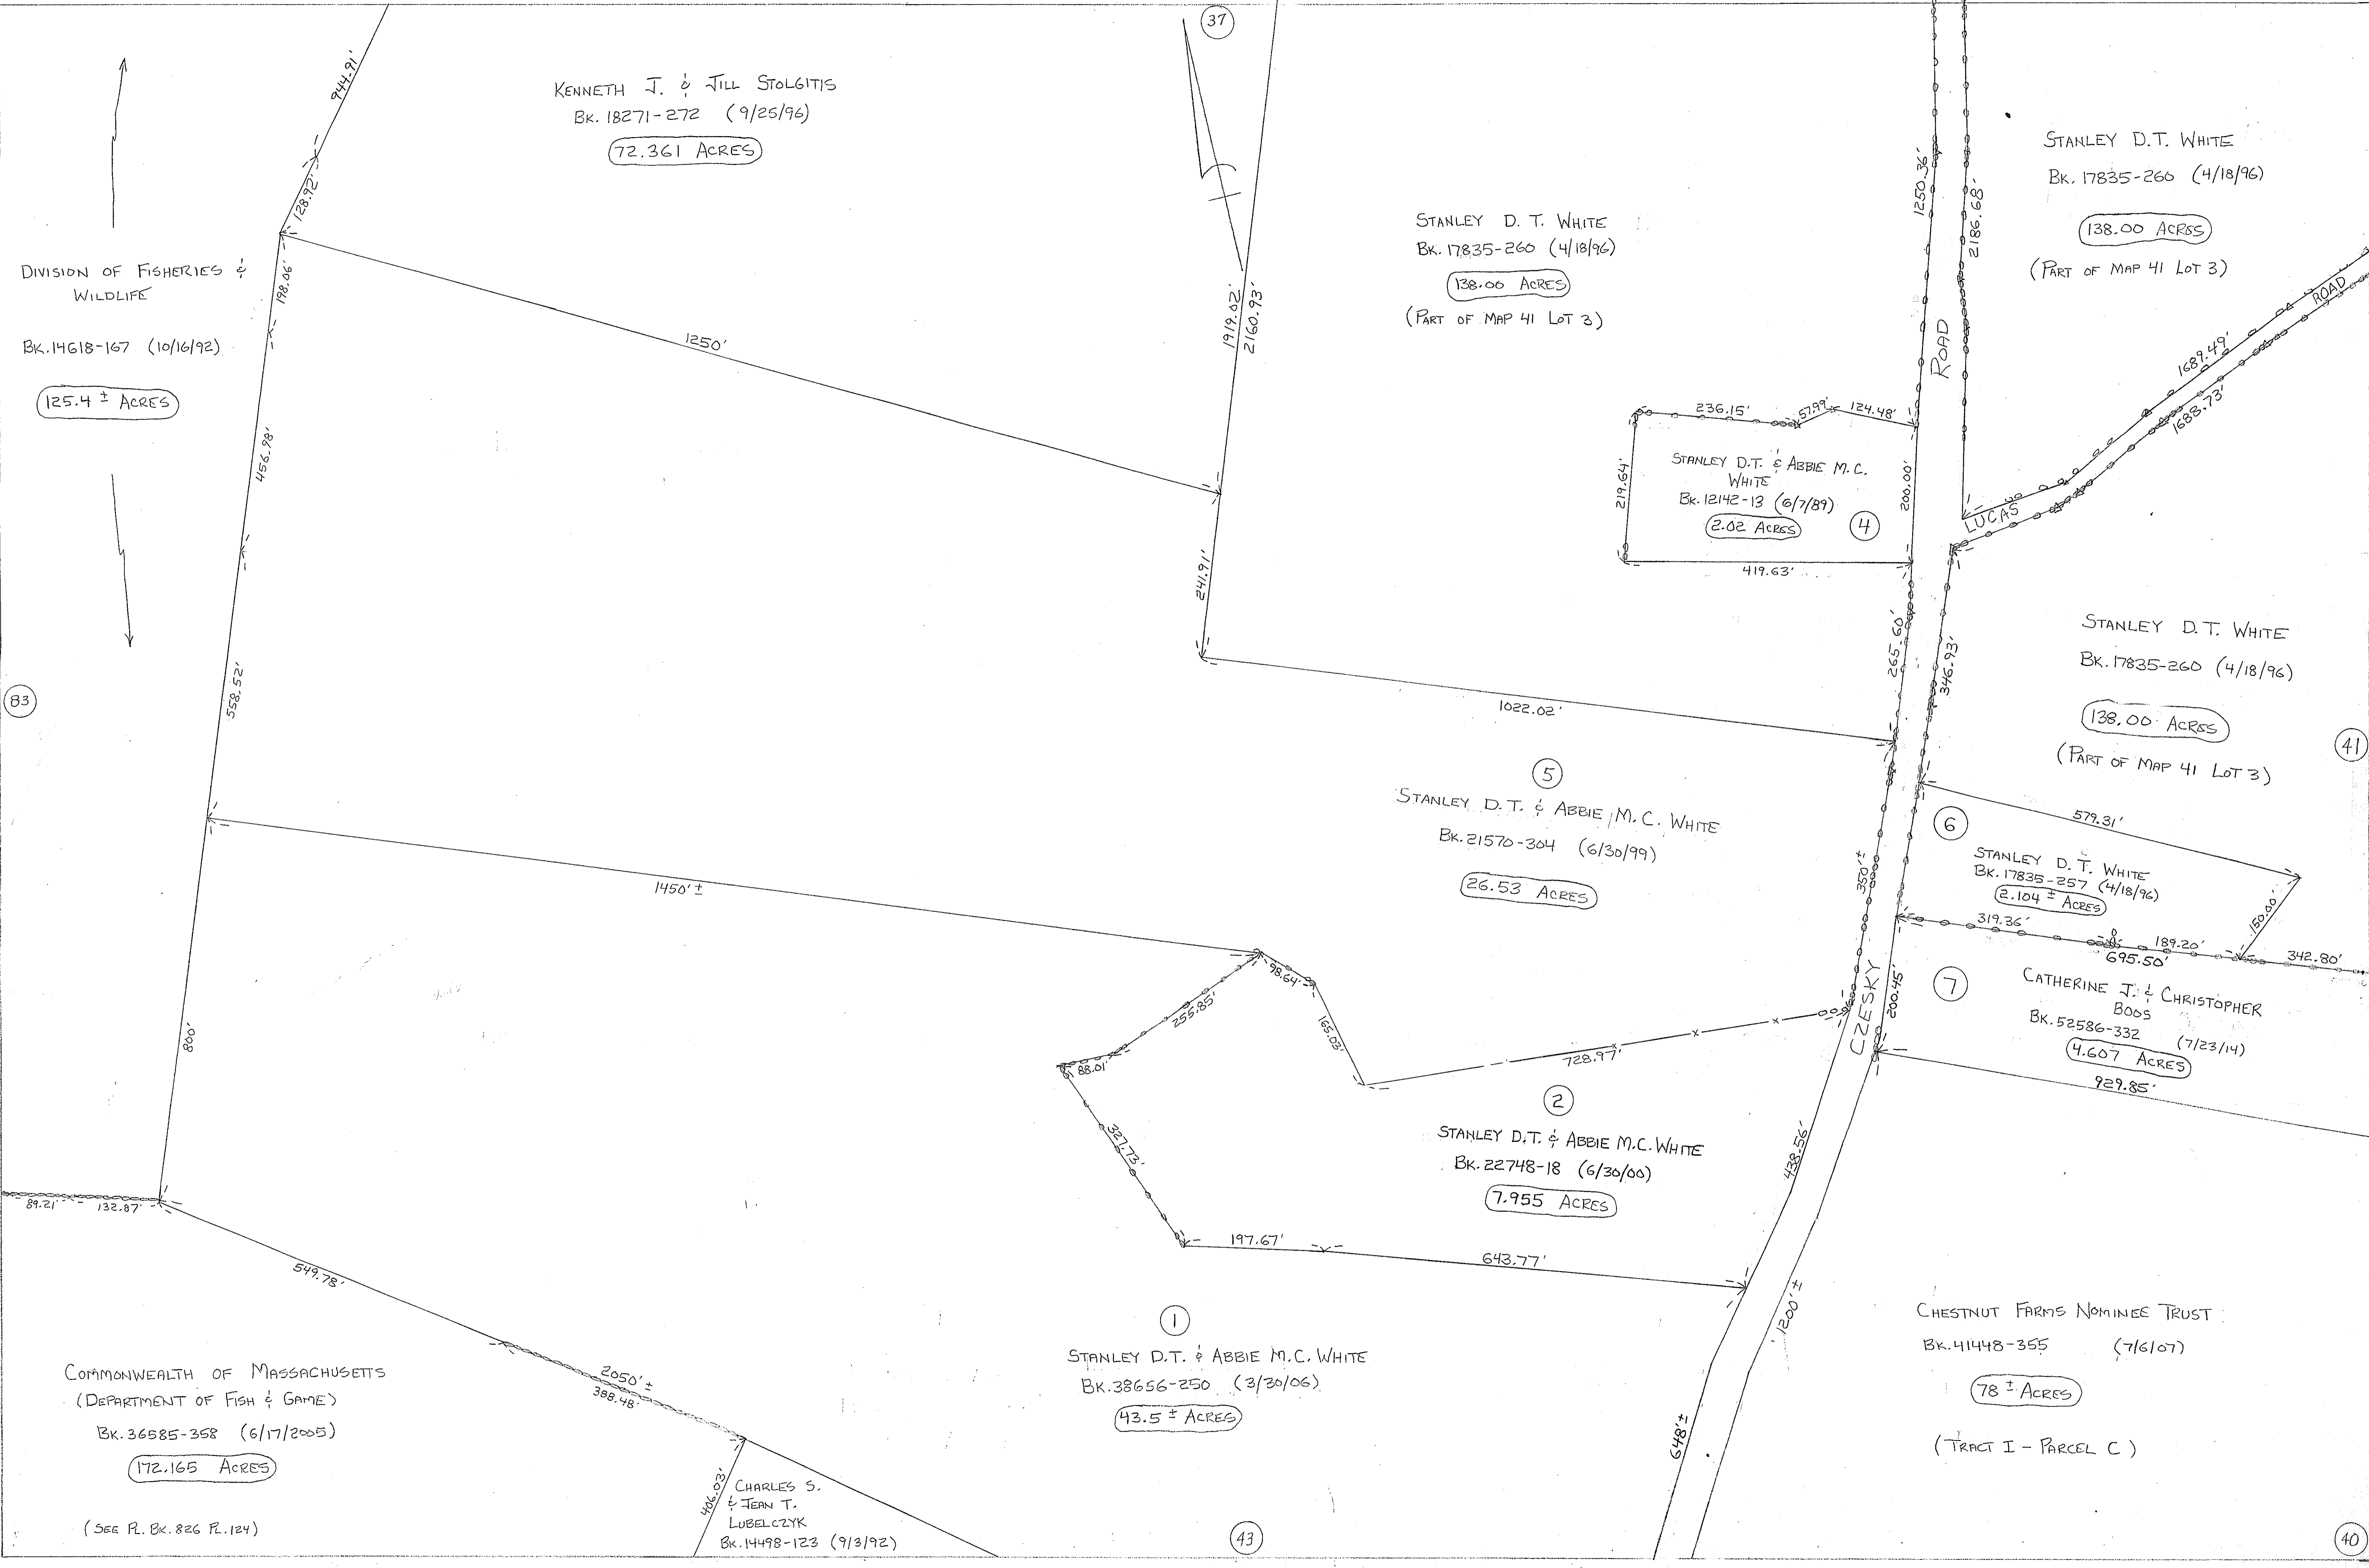 37
944.91'
KENNETH J. & JILL STOLGITIS
BK. 18271-272 (9/25/96)
72.361 ACRES
128.92'
198.06'
DIVISION OF FISHERIES &
WILDLIFE
BK.14618-167 (10/16/92)
125.4 ± ACRES
456.98'
558.52'
83
800'
1250'
1919.02'
2160.93'
241.91'
STANLEY D. T. WHITE
BK. 17835-260 (4/18/96)
138.00 ACRES
(PART OF MAP 41 LOT 3)
1250.36'
2186.68'
ROAD
STANLEY D.T. WHITE
BK. 17835-260 (4/18/96)
138.00 ACRES
(PART OF MAP 41 LOT 3)
ROAD
1689.49'
1688.73'
LUCAS
236.15'
57.99'
124.48'
219.64'
STANLEY D.T. & ABBIE M.C.
WHITE
BK. 12142-13 (6/7/89)
2.02 ACRES
4
200.00'
419.63'
265.60'
346.93'
STANLEY D.T. WHITE
BK. 17835-260 (4/18/96)
138.00 ACRES
(PART OF MAP 41 LOT 3)
41
1022.02'
5
STANLEY D.T. & ABBIE M.C. WHITE
BK. 21570-304 (6/30/99)
26.53 ACRES
350'±
579.31'
6
STANLEY D. T. WHITE
BK. 17835-257 (4/18/96)
2.104 ± ACRES
150.00'
319.36'
189.20'
695.50'
342.80'
1450'±
98.64'
255.85'
88.01'
165.03'
327.73'
728.97'
CZESKY
200.45'
7
CATHERINE J. & CHRISTOPHER
BOOS
BK. 52586-332 (7/23/14)
4.607 ACRES
929.85'
2
STANLEY D.T. & ABBIE M.C. WHITE
BK. 22748-18 (6/30/00)
7.955 ACRES
438.56'
197.67'
643.77'
89.21'
132.87'
549.78'
2050'±
388.48'
1
STANLEY D.T. & ABBIE M.C. WHITE
BK. 38656-250 (3/30/06)
43.5 ± ACRES
1200'±
648'±
CHESTNUT FARMS NOMINEE TRUST
BK. 41448-355 (7/6/07)
78 ± ACRES
(TRACT I - PARCEL C)
COMMONWEALTH OF MASSACHUSETTS
(DEPARTMENT OF FISH & GAME)
BK. 36585-358 (6/17/2005)
172.165 ACRES
(SEE PL. BK. 826 PL. 124)
406.03'
CHARLES S.
& JEAN T.
LUBELCZYK
BK. 14498-123 (9/3/92)
43
40